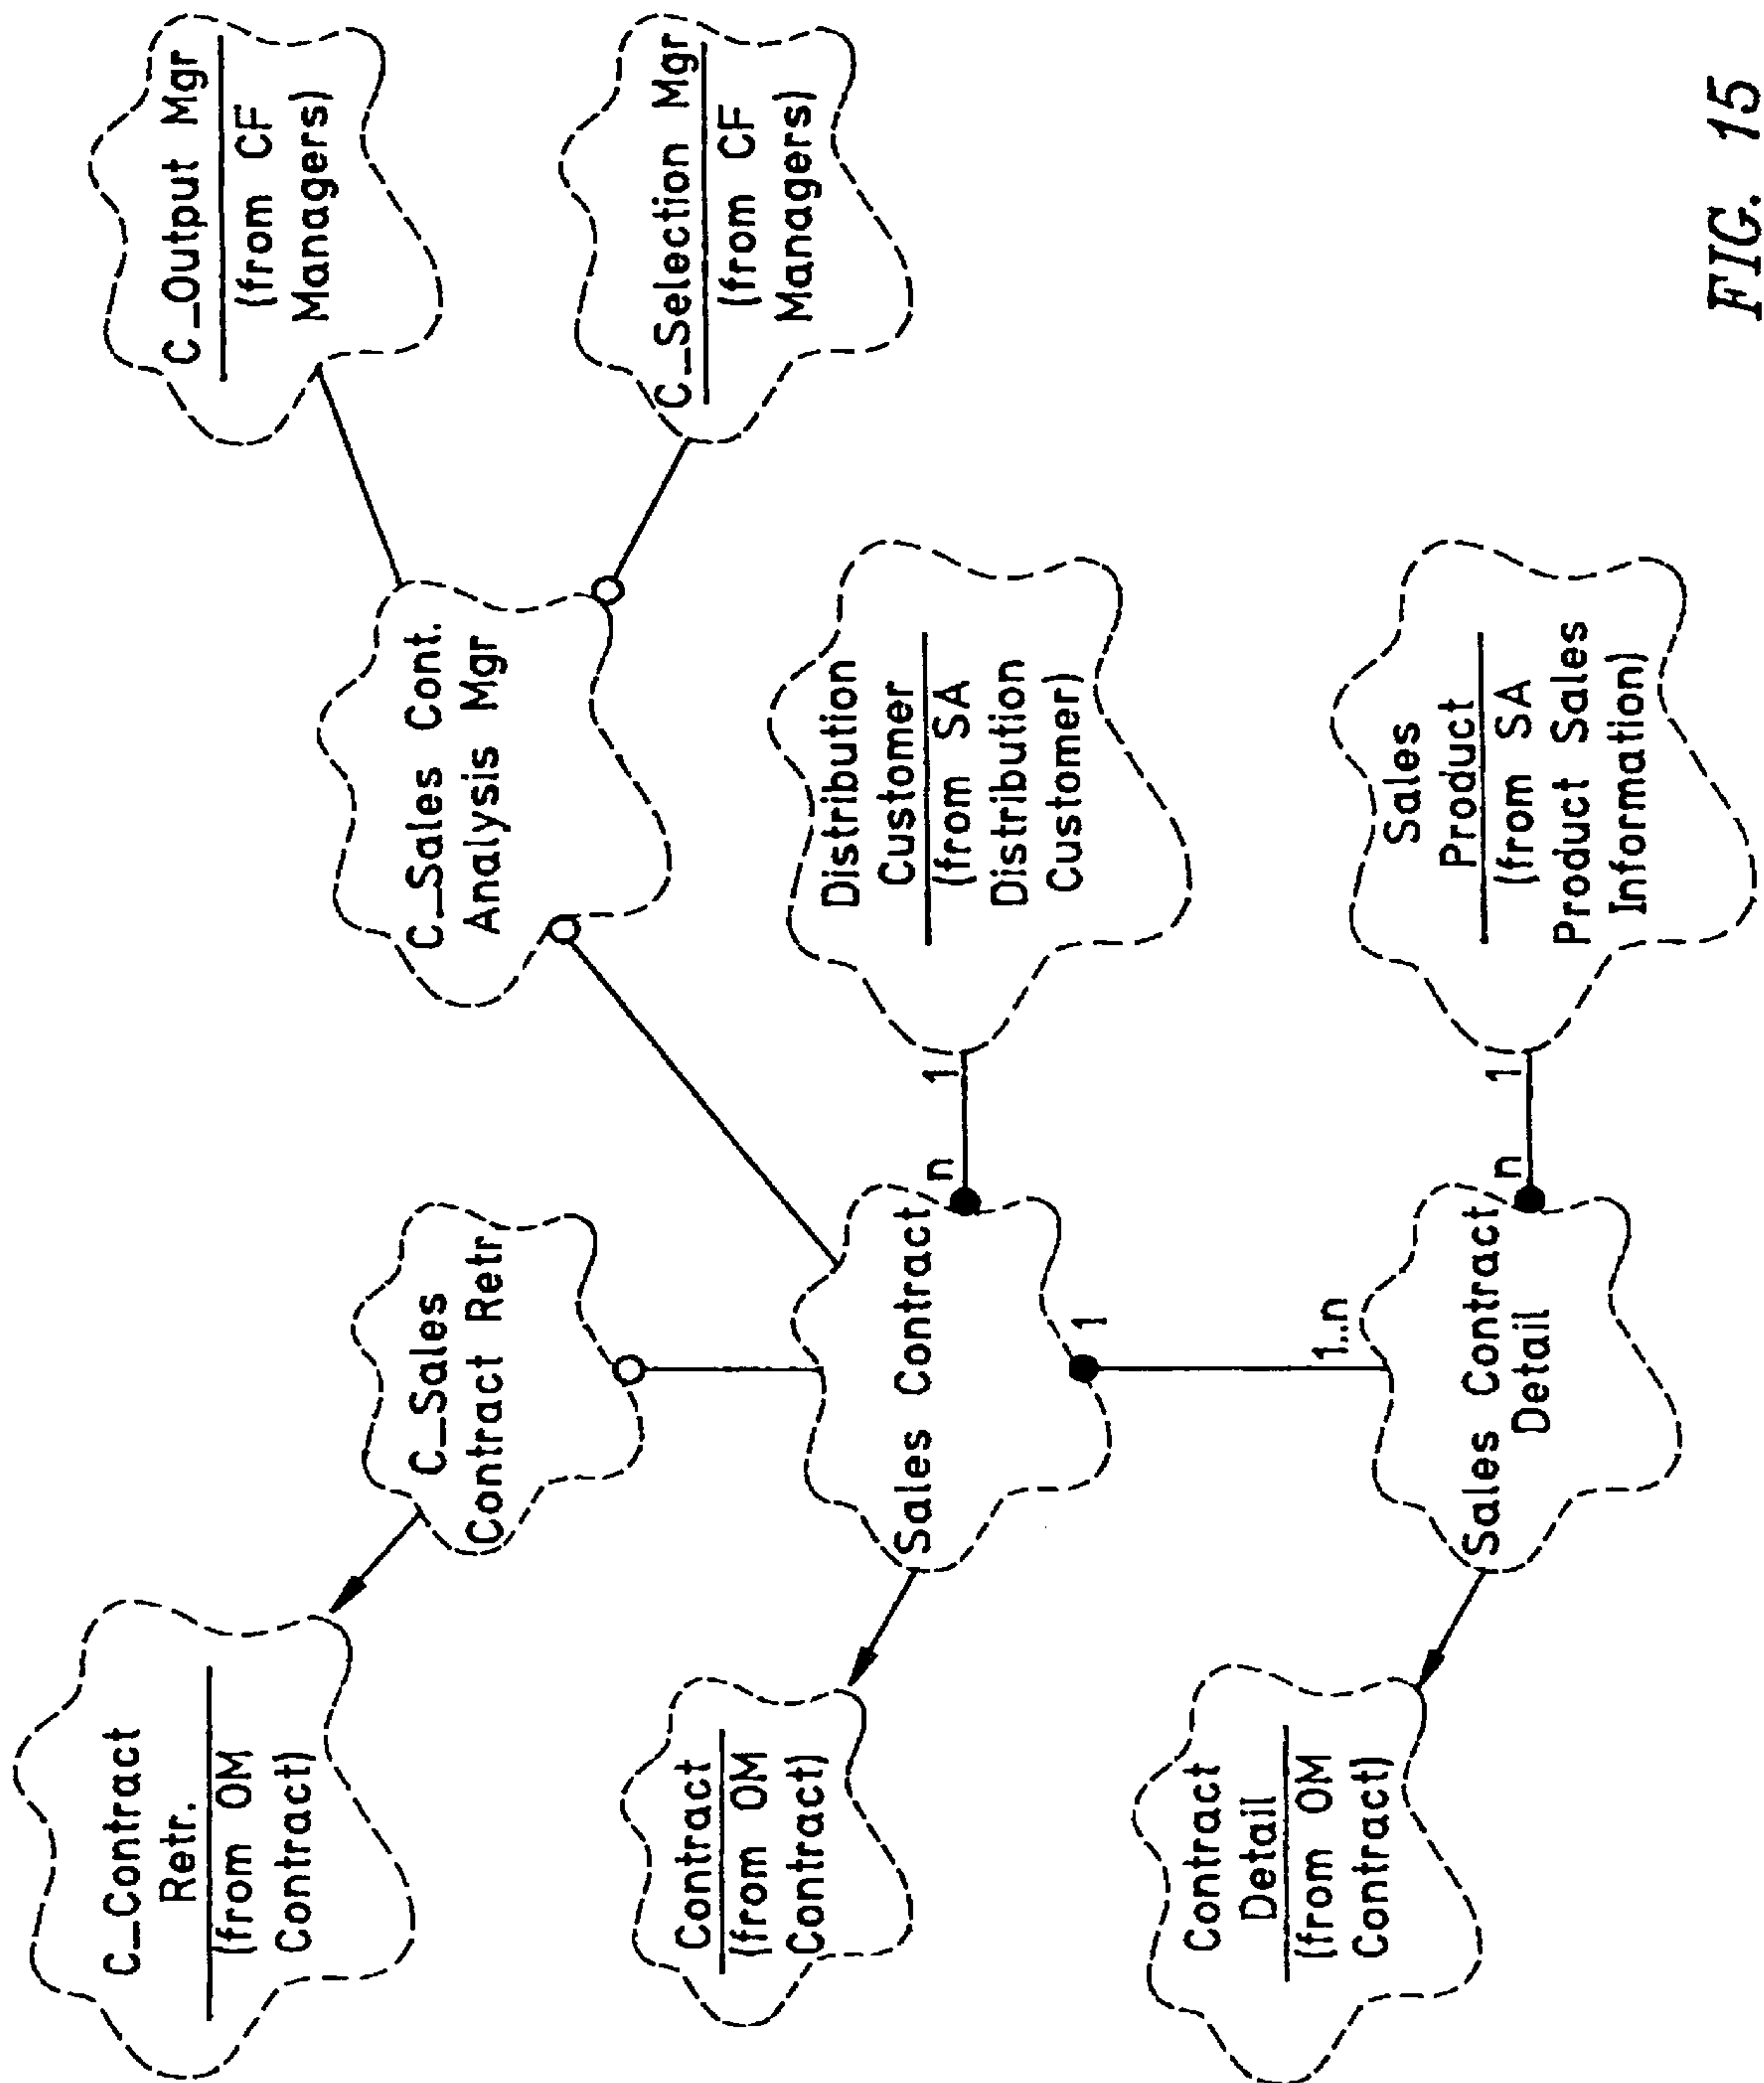 C_Contract
Retr.
(from OM
Contract)
C_Sales
Contract Retr
C_Sales Cont.
Analysis Mgr
C_Output Mgr
(from CF
Managers)
C_Selection Mgr
(from CF
Managers)
Contract
(from OM
Contract)
Sales Contract
n
1
Distribution
Customer
(from SA
Distribution
Customer)
1
1..n
Contract
Detail
(from OM
Contract)
Sales Contract
Detail
n
1
Sales
Product
(from SA
Product Sales
Information)
FIG. 15